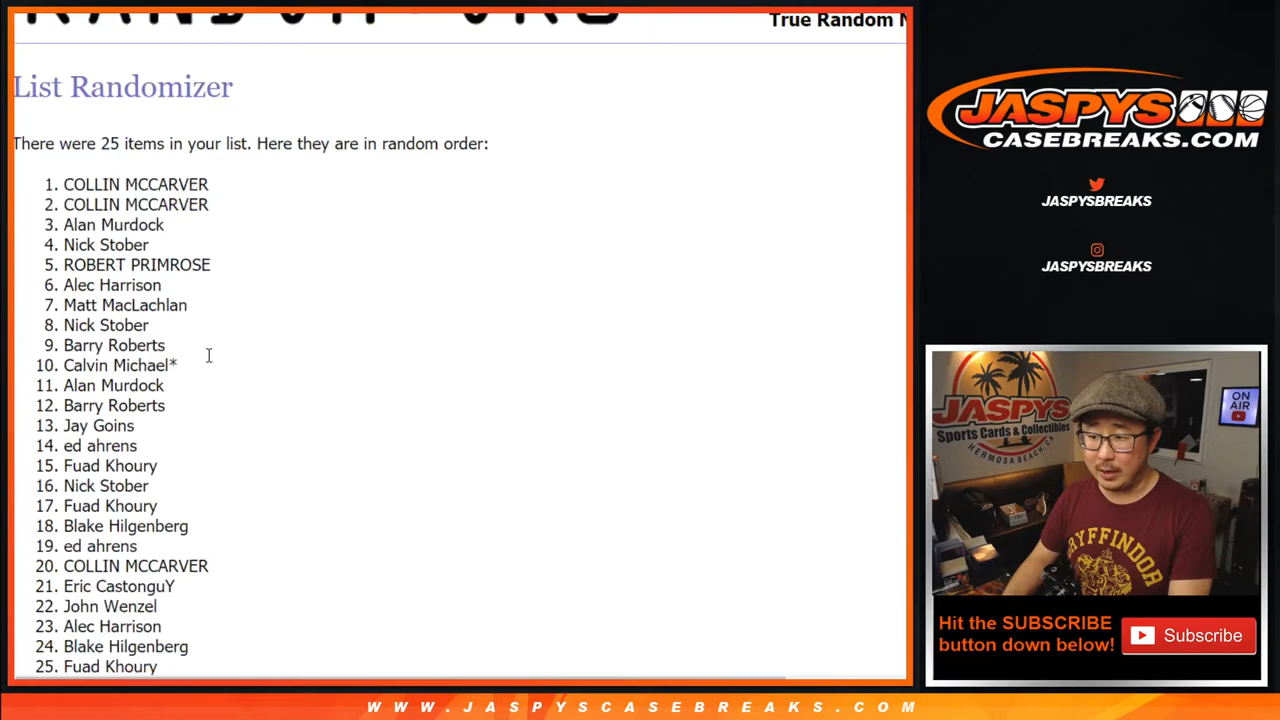 RANDOM.ORG
True Random N
List Randomizer
There were 25 items in your list. Here they are in random order:
1. COLLIN MCCARVER
2. COLLIN MCCARVER
3. Alan Murdock
4. Nick Stober
5. ROBERT PRIMROSE
6. Alec Harrison
7. Matt MacLachlan
8. Nick Stober
9. Barry Roberts
10. Calvin Michael*
11. Alan Murdock
12. Barry Roberts
13. Jay Goins
14. ed ahrens
15. Fuad Khoury
16. Nick Stober
17. Fuad Khoury
18. Blake Hilgenberg
19. ed ahrens
20. COLLIN MCCARVER
21. Eric CastonguY
22. John Wenzel
23. Alec Harrison
24. Blake Hilgenberg
25. Fuad Khoury
JASPYS
CASEBREAKS.COM
JASPYSBREAKS
JASPYSBREAKS
JASPYS
Sports Cards & Collectibles
HERMOSA BEACH, CA
ON
AIR
GRYFFINDOR
Hit the SUBSCRIBE
button down below!
Subscribe
WWW.JASPYSCASEBREAKS.COM